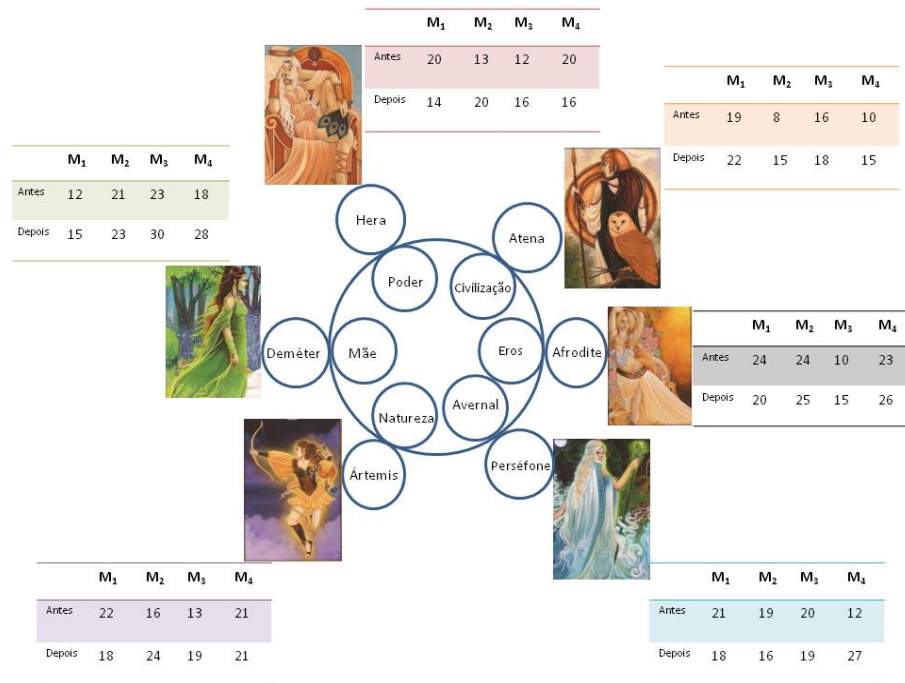 M₁ M₂ M₃ M₄
Antes 20 13 12 20
Depois 14 20 16 16
M₁ M₂ M₃ M₄
Antes 19 8 16 10
Depois 22 15 18 15
M₁ M₂ M₃ M₄
Antes 12 21 23 18
Depois 15 23 30 28
Hera
Atena
Poder
Civilização
Deméter
Mãe
Eros
Afrodite
M₁ M₂ M₃ M₄
Antes 24 24 10 23
Depois 20 25 15 26
Natureza
Avernal
Ártemis
Perséfone
M₁ M₂ M₃ M₄
Antes 22 16 13 21
Depois 18 24 19 21
M₁ M₂ M₃ M₄
Antes 21 19 20 12
Depois 18 16 19 27